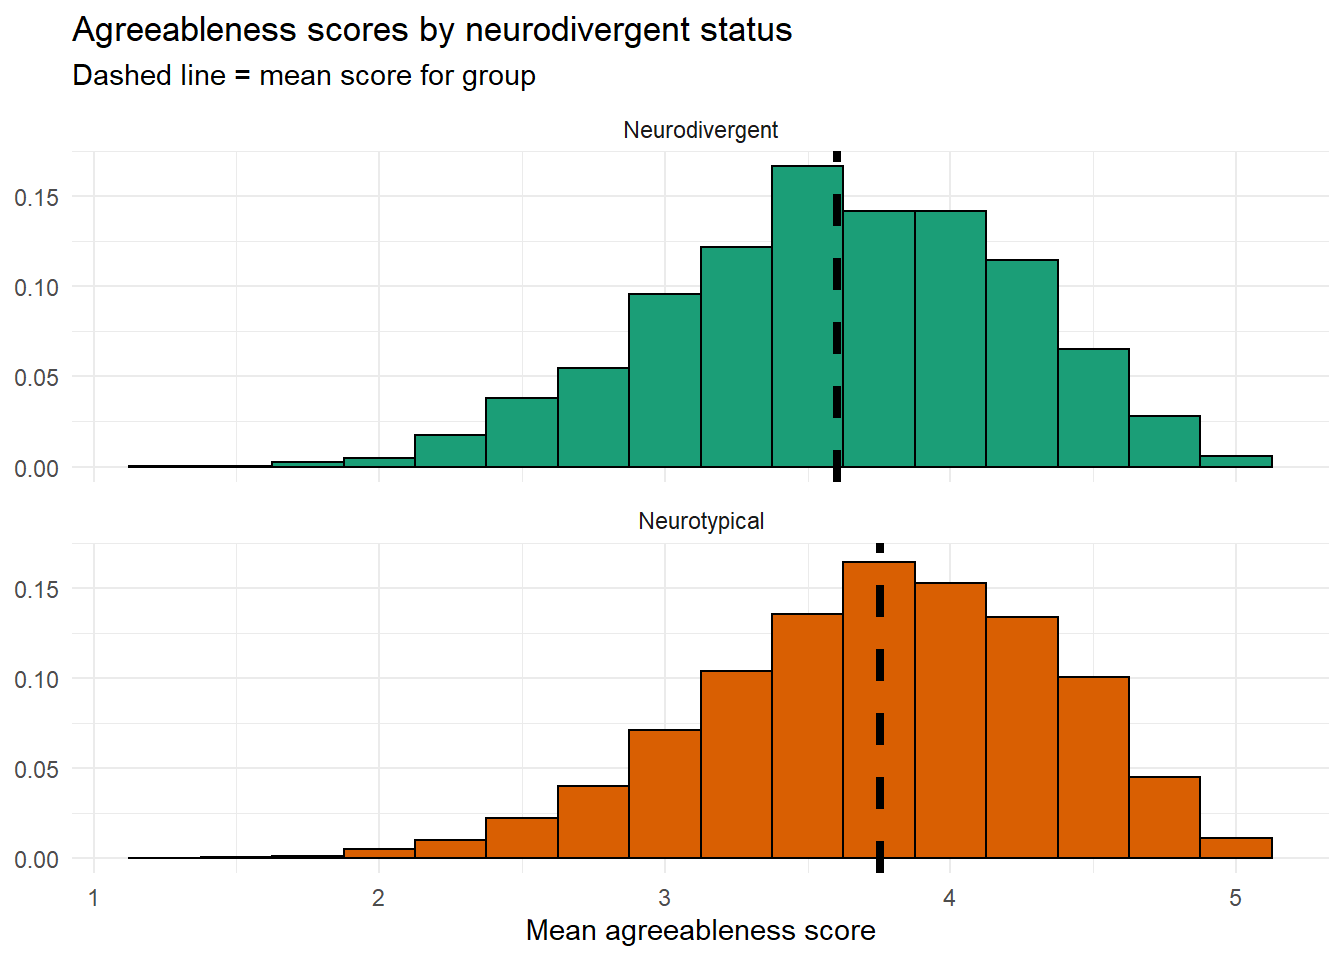 Agreeableness scores by neurodivergent status
Dashed line = mean score for group
Neurodivergent
0.15
0.10
0.05
0.00
Neurotypical
0.15
0.10
0.05
0.00
1 2 3 4 5
Mean agreeableness score